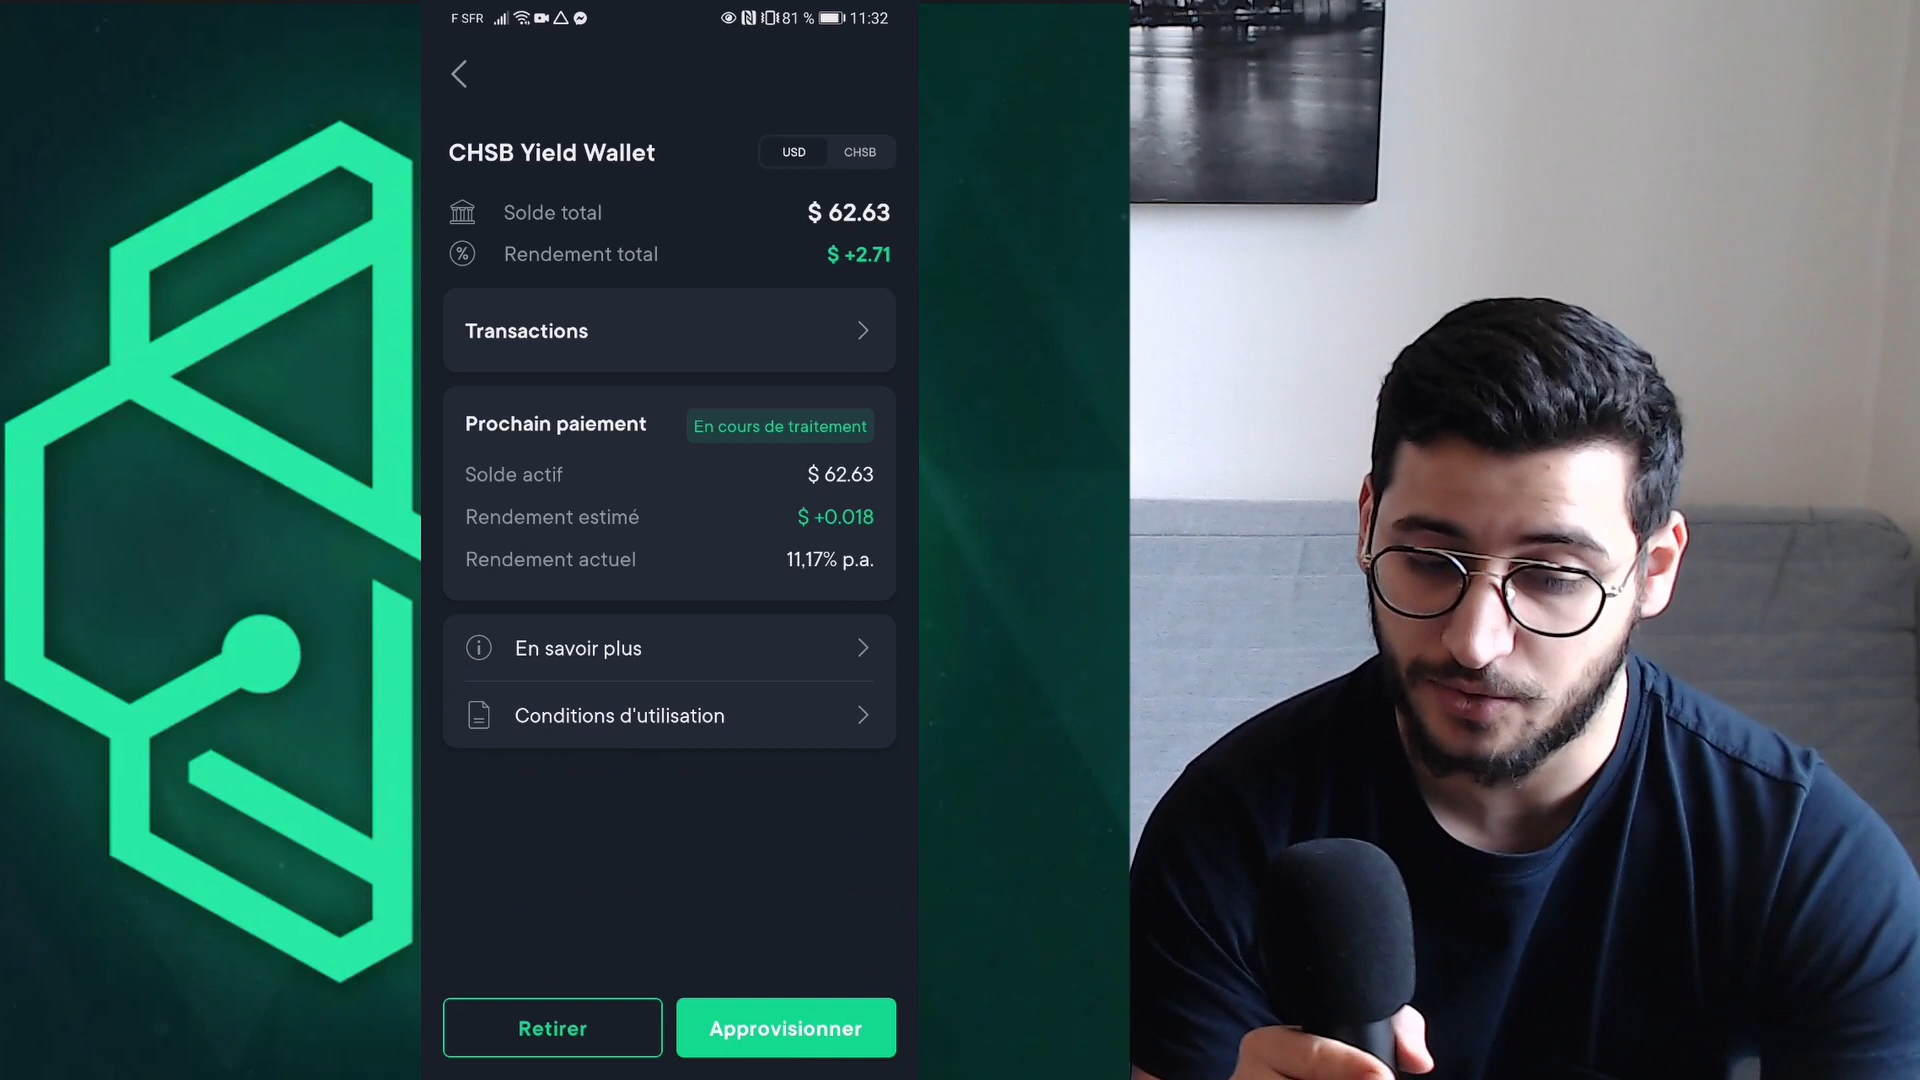 F SFR 81 % 11:32
CHSB Yield Wallet USD CHSB
Solde total $ 62.63
% Rendement total $ +2.71
Transactions
Prochain paiement En cours de traitement
Solde actif $ 62.63
Rendement estimé $ +0.018
Rendement actuel 11,17% p.a.
En savoir plus
Conditions d'utilisation
Retirer Approvisionner